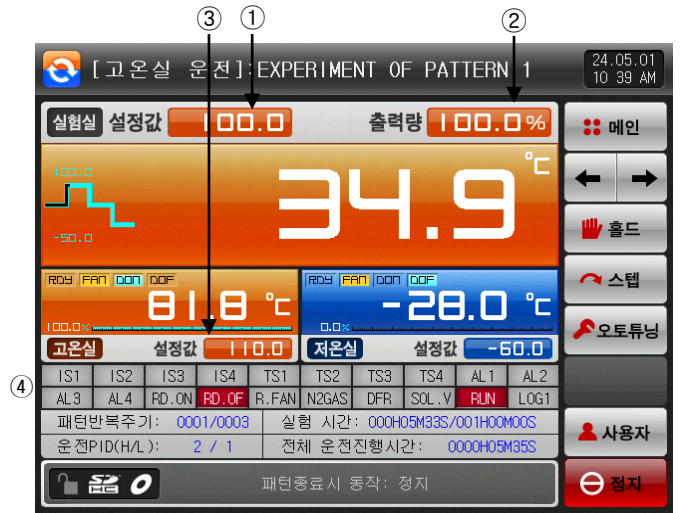 ③ ① ②
[고온실 운전]:EXPERIMENT OF PATTERN 1
24.05.01
10 39 AM
실험실 설정값 100.0 출력량 100.0%
메인
100.0
-50.0
34.9 ℃
홀드
RDY FAN DON DOF
81.8 ℃
100.0%
RDY FAN DON DOF
-28.0 ℃
0.0%
스텝
오토튜닝
고온실 설정값 110.0
저온실 설정값 -60.0
④
IS1 IS2 IS3 IS4 TS1 TS2 TS3 TS4 AL1 AL2
AL3 AL4 RD.ON RD.OF R.FAN N2GAS DFR SOL.V RUN LOG1
패턴반복주기: 0001/0003 실험 시간: 000H05M33S/001H00M00S
운전PID(H/L): 2 / 1 전체 운전진행시간: 0000H05M35S
사용자
패턴종료시 동작: 정지
정지